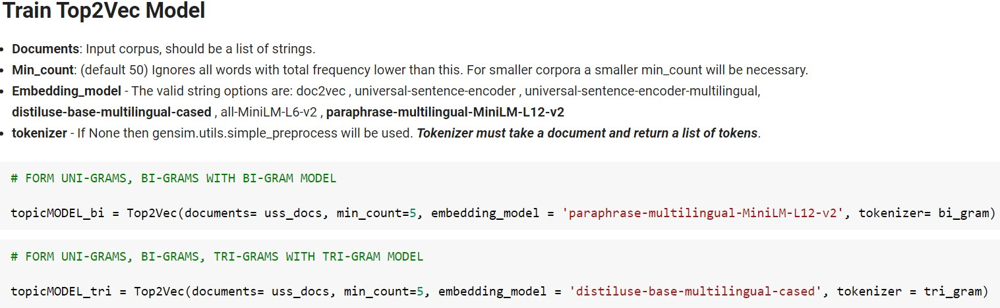 Train Top2Vec Model
• Documents: Input corpus, should be a list of strings.
• Min_count: (default 50) Ignores all words with total frequency lower than this. For smaller corpora a smaller min_count will be necessary.
• Embedding_model - The valid string options are: doc2vec , universal-sentence-encoder , universal-sentence-encoder-multilingual,
distiluse-base-multilingual-cased , all-MiniLM-L6-v2 , paraphrase-multilingual-MiniLM-L12-v2
• tokenizer - If None then gensim.utils.simple_preprocess will be used. Tokenizer must take a document and return a list of tokens.
# FORM UNI-GRAMS, BI-GRAMS WITH BI-GRAM MODEL
topicMODEL_bi = Top2Vec(documents= uss_docs, min_count=5, embedding_model = 'paraphrase-multilingual-MiniLM-L12-v2', tokenizer= bi_gram)
# FORM UNI-GRAMS, BI-GRAMS, TRI-GRAMS WITH TRI-GRAM MODEL
topicMODEL_tri = Top2Vec(documents= uss_docs, min_count=5, embedding_model = 'distiluse-base-multilingual-cased', tokenizer = tri_gram)